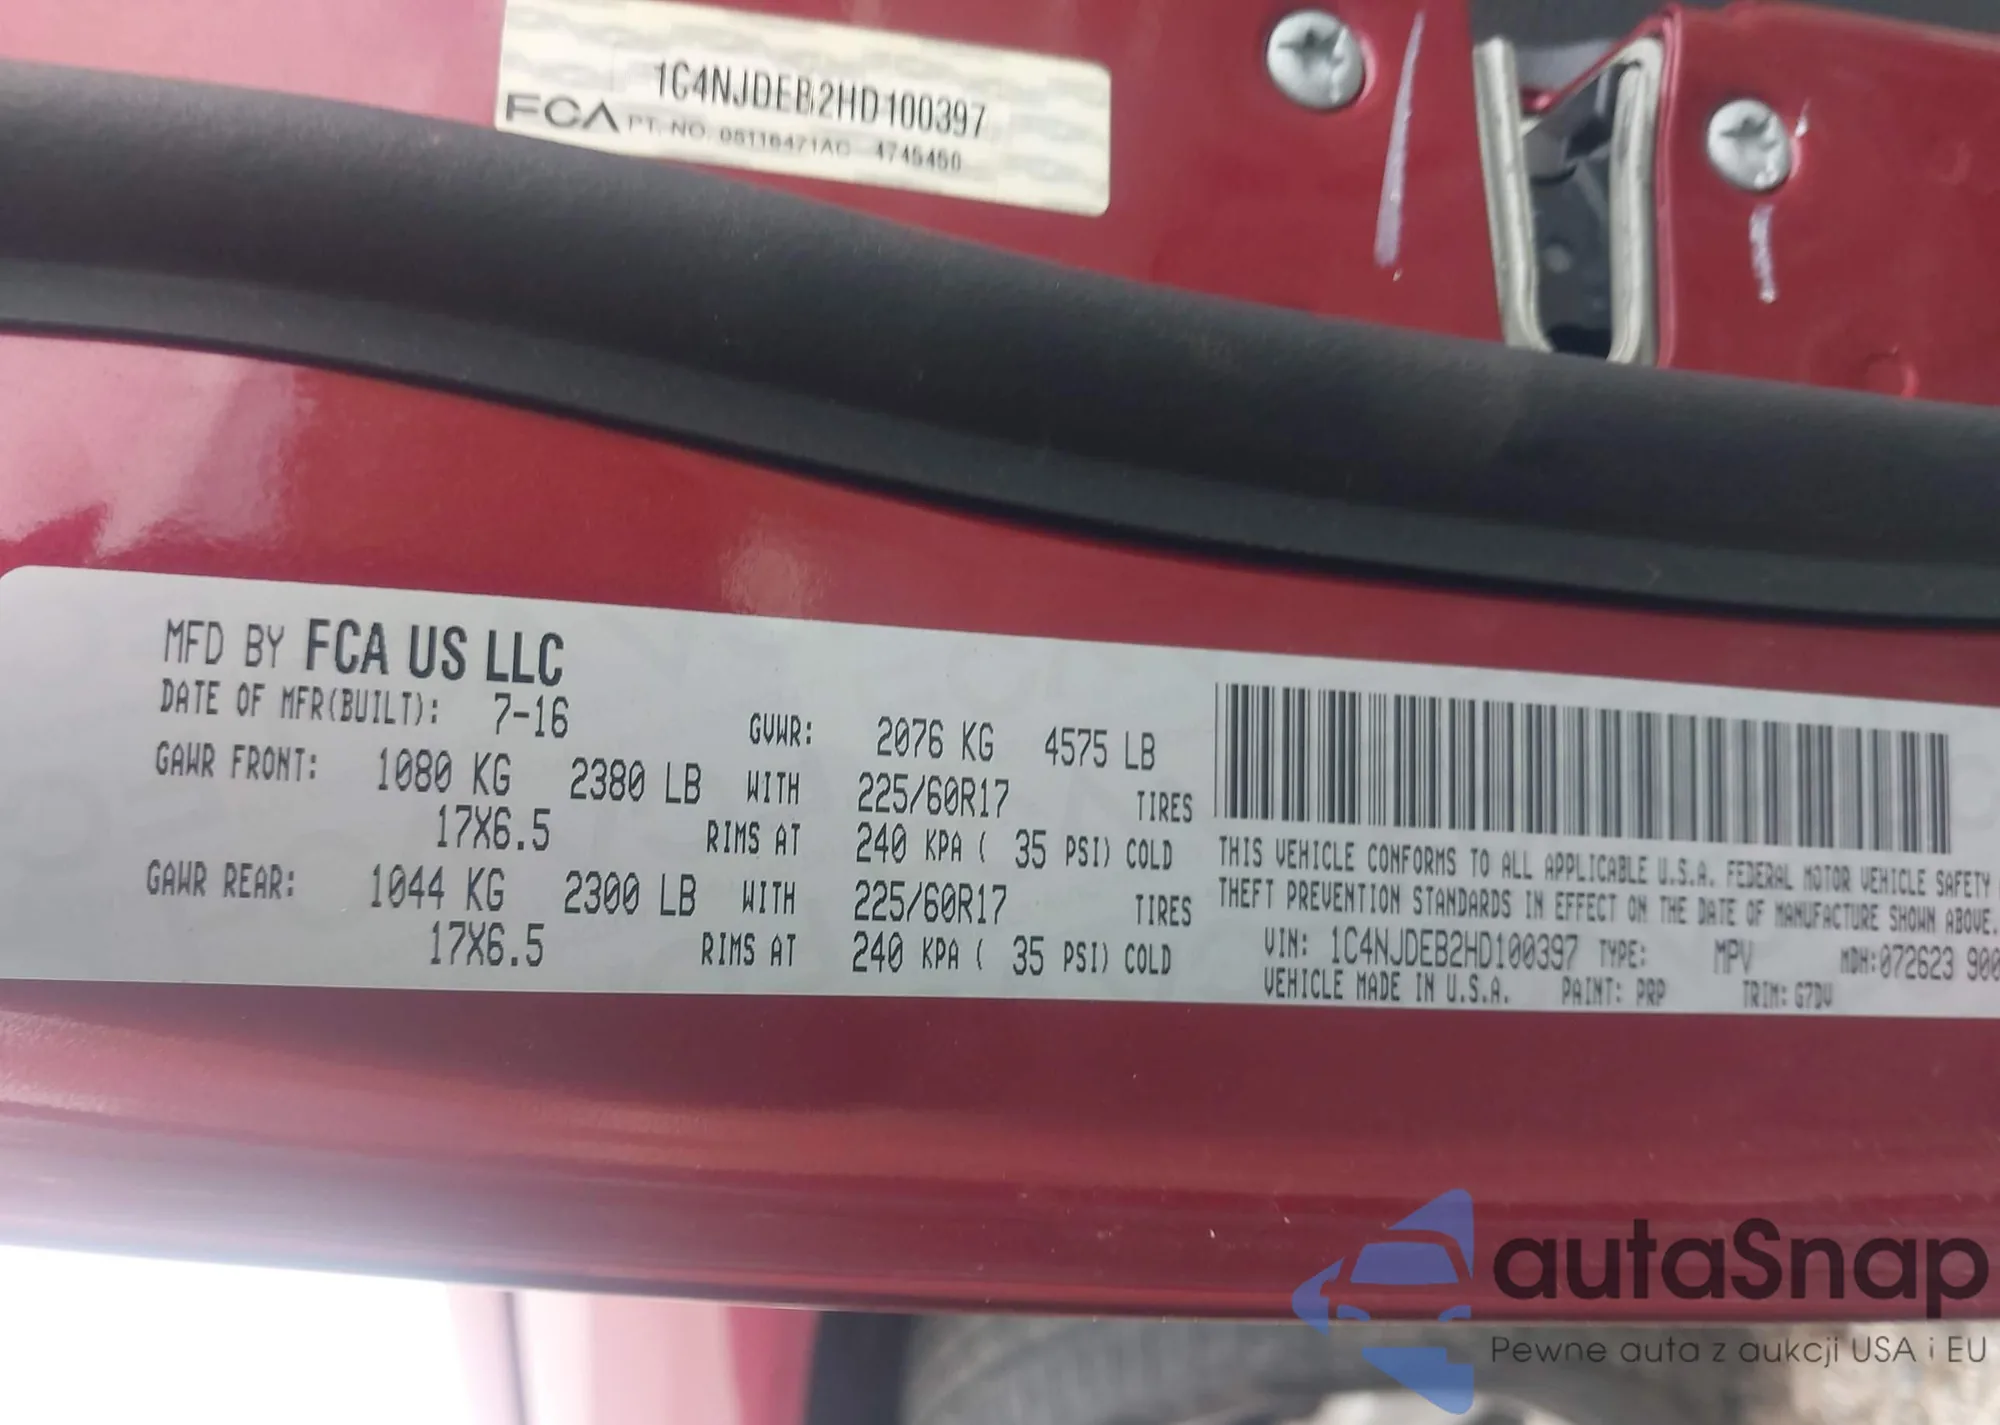 1C4NJDEB2HD100397
FCA PT. NO. 05116471AC 4745450
MFD BY FCA US LLC
DATE OF MFR(BUILT): 7-16 GVWR: 2076 KG 4575 LB
GAWR FRONT: 1080 KG 2380 LB WITH 225/60R17 TIRES
17X6.5 RIMS AT 240 KPA ( 35 PSI) COLD
GAWR REAR: 1044 KG 2300 LB WITH 225/60R17 TIRES
17X6.5 RIMS AT 240 KPA ( 35 PSI) COLD
THIS VEHICLE CONFORMS TO ALL APPLICABLE U.S.A. FEDERAL MOTOR VEHICLE SAFETY
THEFT PREVENTION STANDARDS IN EFFECT ON THE DATE OF MANUFACTURE SHOWN ABOVE.
VIN: 1C4NJDEB2HD100397 TYPE: MPV MDH:072623 900
VEHICLE MADE IN U.S.A. PAINT: PRP TRIM: G7DV
autoSnap
Pewne auta z aukcji USA i EU